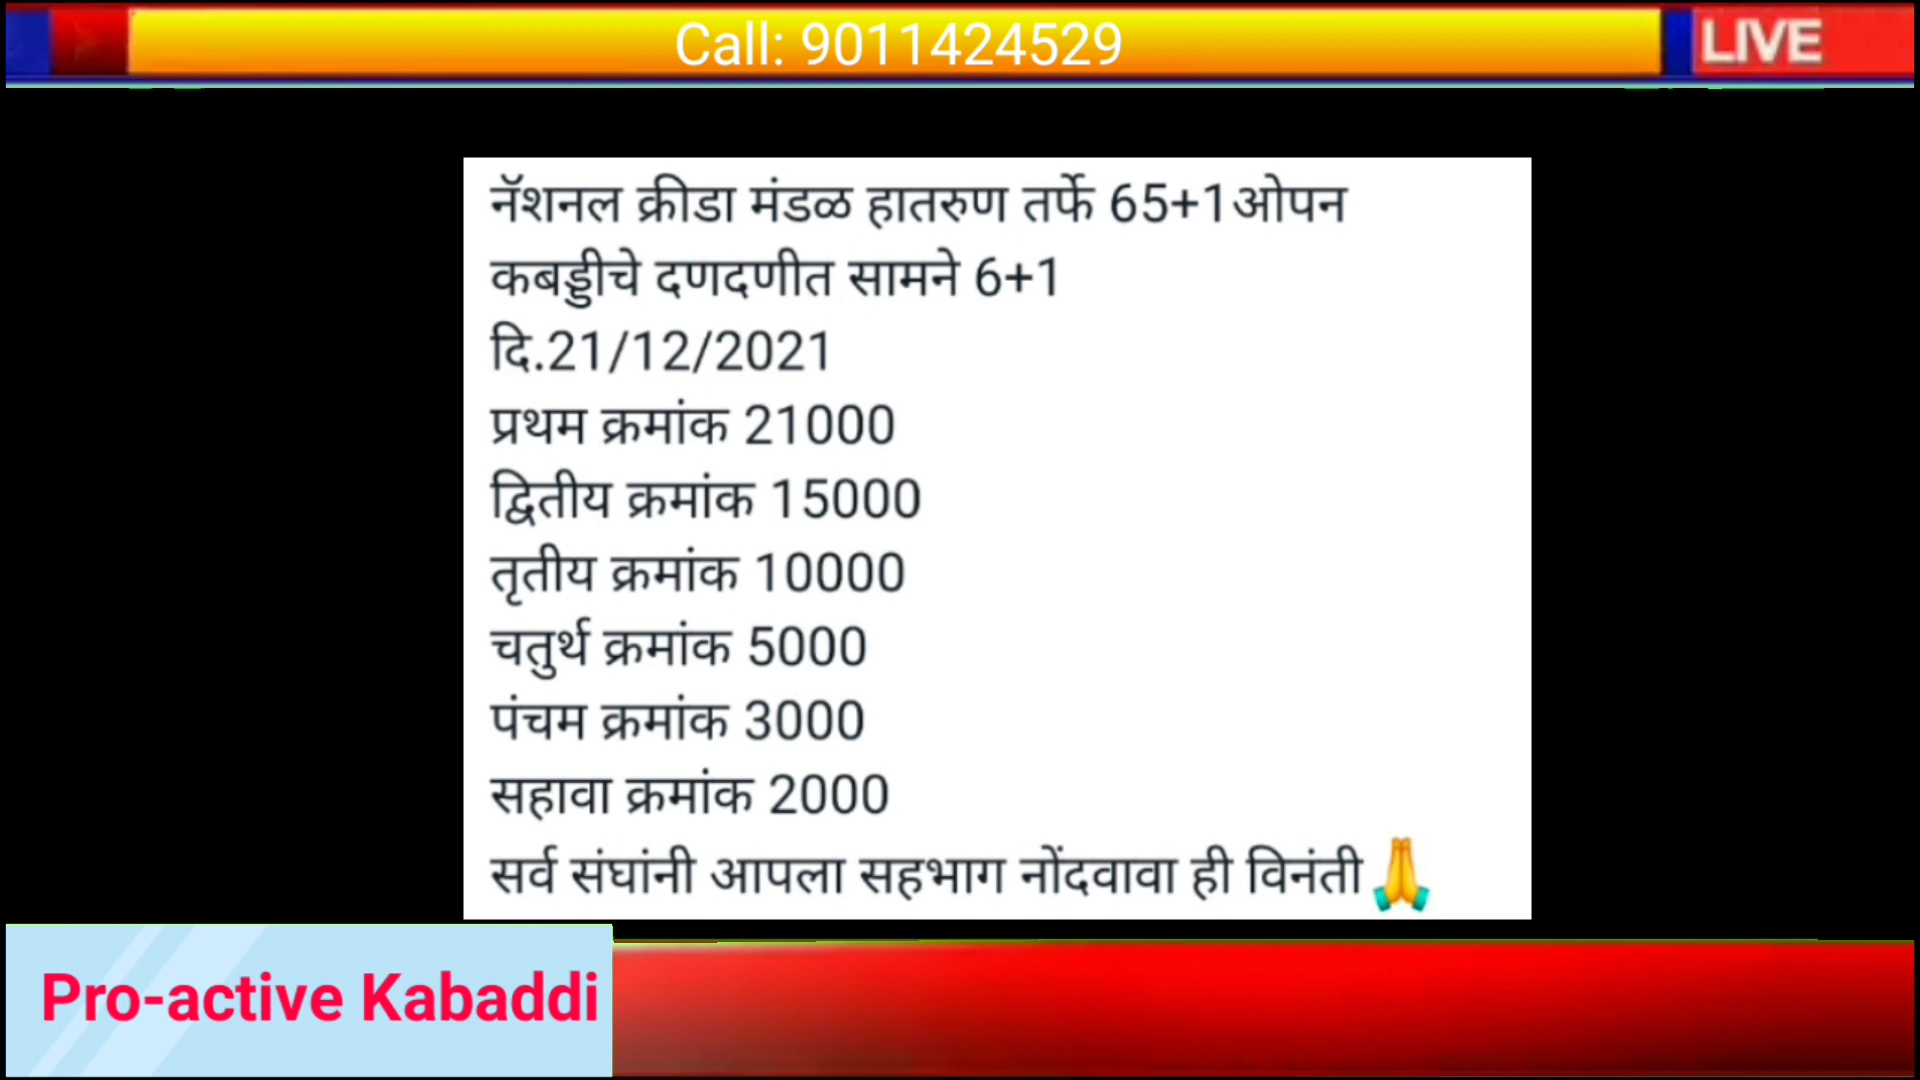 Call: 9011424529
LIVE
नॅशनल क्रीडा मंडळ हातरुण तर्फे 65+1ओपन
कबड्डीचे दणदणीत सामने 6+1
दि.21/12/2021
प्रथम क्रमांक 21000
द्वितीय क्रमांक 15000
तृतीय क्रमांक 10000
चतुर्थ क्रमांक 5000
पंचम क्रमांक 3000
सहावा क्रमांक 2000
सर्व संघांनी आपला सहभाग नोंदवावा ही विनंती🙏
Pro-active Kabaddi